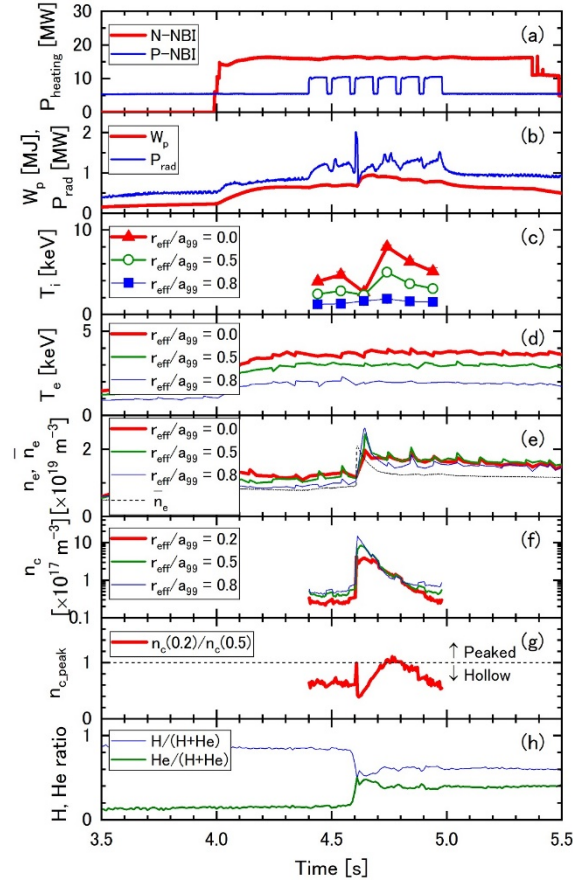 P_heating [MW]
30
20
10
0
N-NBI
P-NBI
(a)
W_p [MJ],
P_rad [MW]
2
1
0
W_p
P_rad
(b)
T_i [keV]
10
5
0
r_eff/a_99 = 0.0
r_eff/a_99 = 0.5
r_eff/a_99 = 0.8
(c)
T_e [keV]
5
0
r_eff/a_99 = 0.0
r_eff/a_99 = 0.5
r_eff/a_99 = 0.8
(d)
n_e, n̅_e
[×10^19 m^-3]
2
1
0
r_eff/a_99 = 0.0
r_eff/a_99 = 0.5
r_eff/a_99 = 0.8
n̅_e
(e)
n_c
[×10^17 m^-3]
10
1
0.1
r_eff/a_99 = 0.2
r_eff/a_99 = 0.5
r_eff/a_99 = 0.8
(f)
n_c_peak
1
0
n_c(0.2)/n_c(0.5)
(g)
↑ Peaked
↓ Hollow
H, He ratio
1
0
H/(H+He)
He/(H+He)
(h)
3.5 4.0 4.5 5.0 5.5
Time [s]